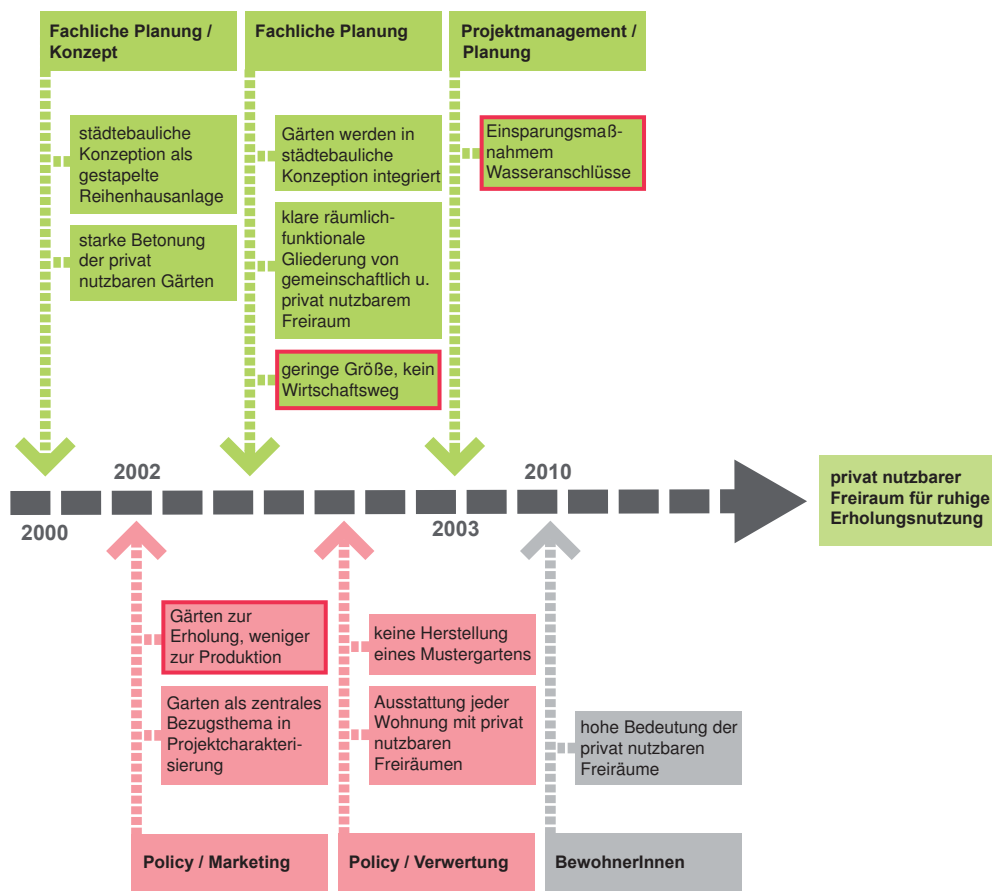 Fachliche Planung /
Konzept
Fachliche Planung
Projektmanagement /
Planung
städtebauliche
Konzeption als
gestapelte
Reihenhausanlage
starke Betonung
der privat
nutzbaren Gärten
Gärten werden in
städtebauliche
Konzeption integriert
klare räumlich-
funktionale
Gliederung von
gemeinschaftlich u.
privat nutzbarem
Freiraum
geringe Größe, kein
Wirtschaftsweg
Einsparungsmaß-
nahmem
Wasseranschlüsse
2002
2010
2000
2003
privat nutzbarer
Freiraum für ruhige
Erholungsnutzung
Gärten zur
Erholung, weniger
zur Produktion
Garten als zentrales
Bezugsthema in
Projektcharakteri-
sierung
keine Herstellung
eines Mustergartens
Ausstattung jeder
Wohnung mit privat
nutzbaren
Freiräumen
hohe Bedeutung der
privat nutzbaren
Freiräume
Policy / Marketing
Policy / Verwertung
BewohnerInnen